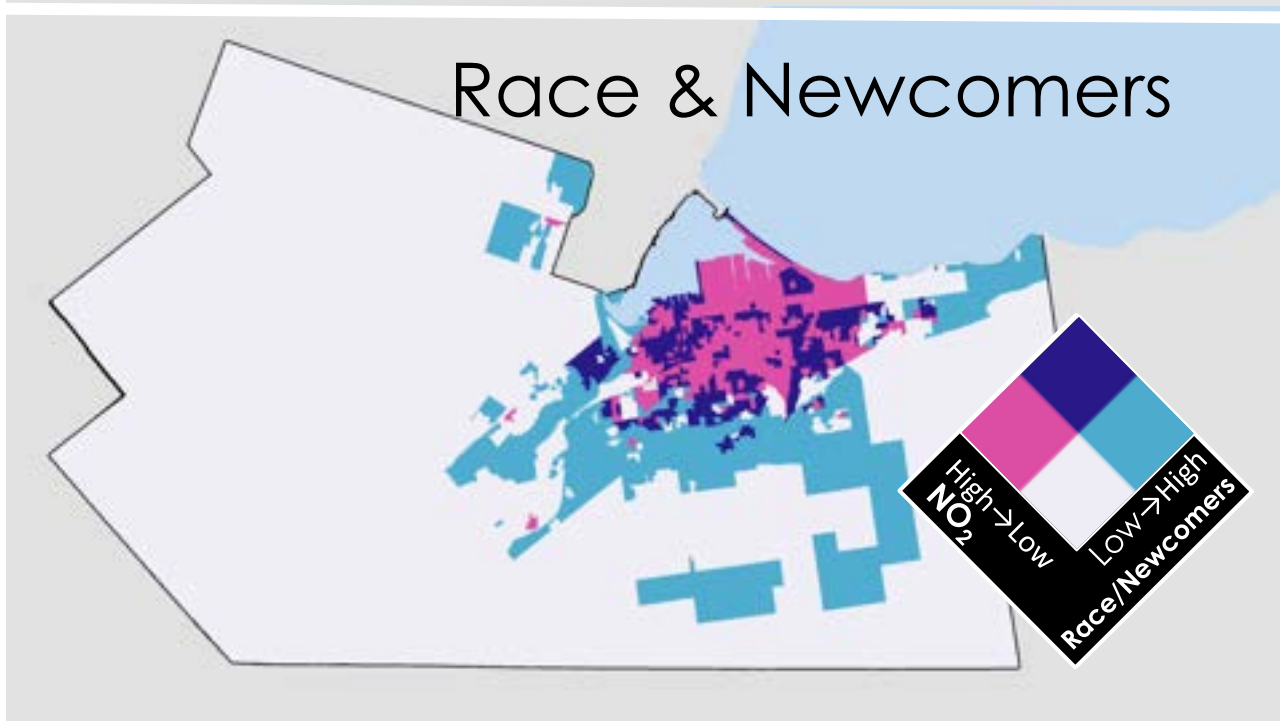 Race & Newcomers
High→Low
NO₂
Low→High
Race/Newcomers